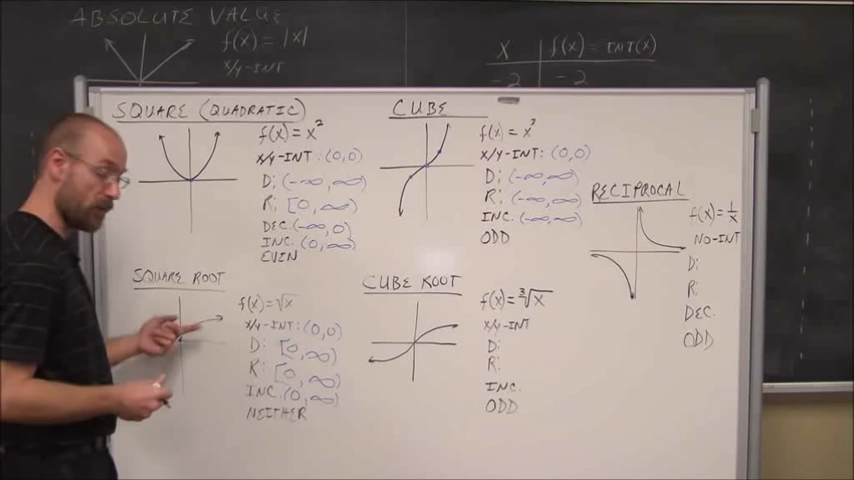 ABSOLUTE VALUE
f(x) = |x|
x/y-INT
x f(x) = INT(x)
-2 -2
SQUARE (QUADRATIC)
f(x) = x²
x/y-INT: (0,0)
D: (-∞,∞)
R: [0,∞)
DEC. (-∞,0)
INC. (0,∞)
EVEN
CUBE
f(x) = x³
x/y-INT: (0,0)
D: (-∞,∞)
R: (-∞,∞)
INC. (-∞,∞)
ODD
RECIPROCAL
f(x) = 1/x
NO-INT
D:
R:
DEC.
ODD
SQUARE ROOT
f(x) = √x
x/y-INT: (0,0)
D: [0,∞)
R: [0,∞)
INC. (0,∞)
NEITHER
CUBE ROOT
f(x) = ∛x
x/y-INT
D:
R:
INC.
ODD